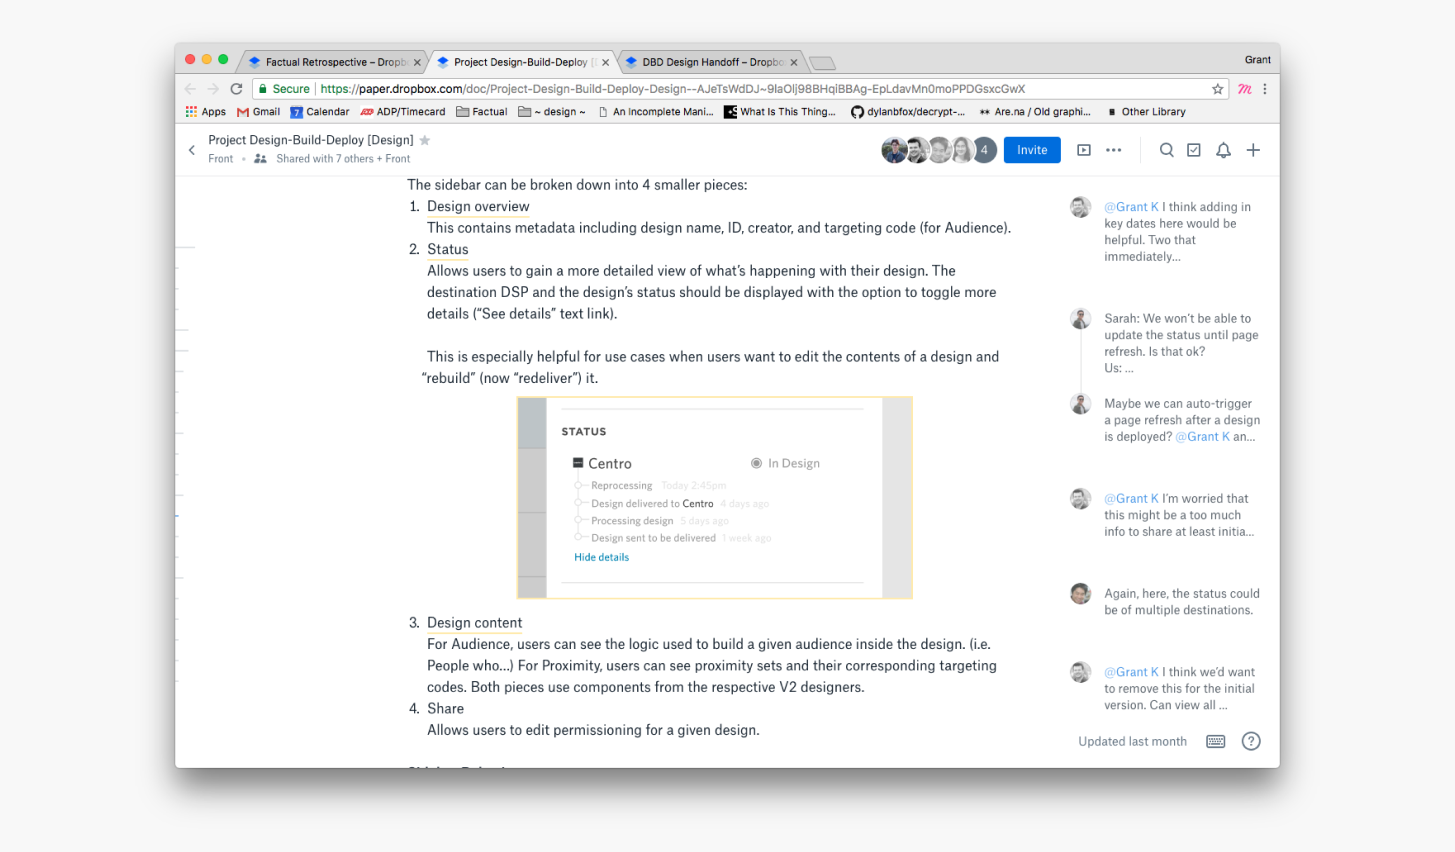 Grant
Factual Retrospective – Dropb
Project Design-Build-Deploy [
DBD Design Handoff – Dropbo
Secure
https://paper.dropbox.com/doc/Project-Design-Build-Deploy-Design--
Apps
Gmail
7 Calendar
ADP ADP/Timecard
Factual
~ design ~
An Incomplete Mani...
What Is This Thing...
dylanbfox/decrypt-...
** Are.na / Old graphi...
Other Library
Project Design-Build-Deploy [Design]
Front • Shared with 7 others + Front
4
Invite
The sidebar can be broken down into 4 smaller pieces:
1. Design overview
This contains metadata including design name, ID, creator, and targeting code (for Audience).
2. Status
Allows users to gain a more detailed view of what’s happening with their design. The
destination DSP and the design’s status should be displayed with the option to toggle more
details (“See details” text link).
This is especially helpful for use cases when users want to edit the contents of a design and
“rebuild” (now “redeliver”) it.
STATUS
Centro
In Design
Reprocessing Today 2:45pm
Design delivered to Centro 4 days ago
Processing design 5 days ago
Design sent to be delivered 1 week ago
Hide details
3. Design content
For Audience, users can see the logic used to build a given audience inside the design. (i.e.
People who...) For Proximity, users can see proximity sets and their corresponding targeting
codes. Both pieces use components from the respective V2 designers.
4. Share
Allows users to edit permissioning for a given design.
@Grant K I think adding in
key dates here would be
helpful. Two that
immediately...
Sarah: We won’t be able to
update the status until page
refresh. Is that ok?
Us: ...
Maybe we can auto-trigger
a page refresh after a design
is deployed? @Grant K an...
@Grant K I’m worried that
this might be a too much
info to share at least initia...
Again, here, the status could
be of multiple destinations.
@Grant K I think we’d want
to remove this for the initial
version. Can view all ...
Updated last month
?